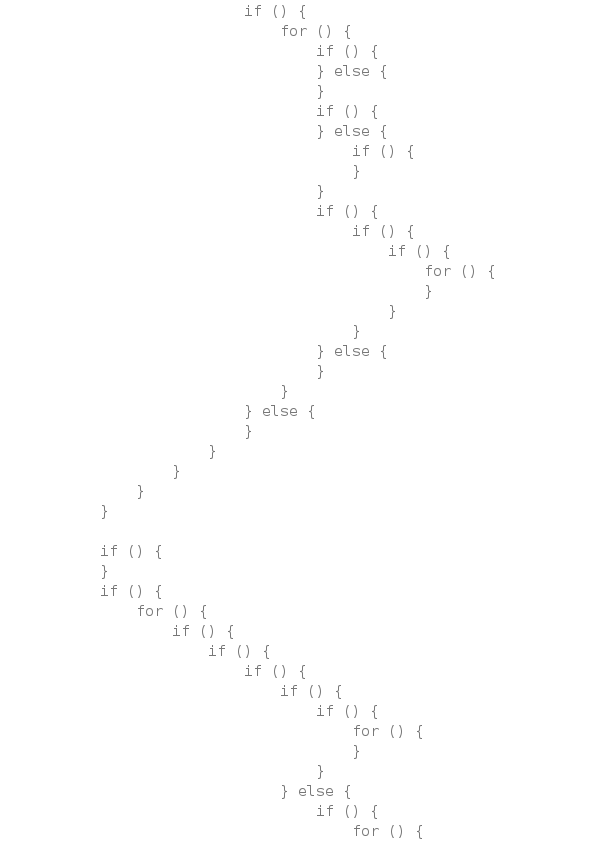 if () {
                    for () {
                        if () {
                        } else {
                        }
                        if () {
                        } else {
                            if () {
                            }
                        }
                        if () {
                            if () {
                                if () {
                                    for () {
                                    }
                                }
                            }
                        } else {
                        }
                    }
                } else {
                }
            }
        }
    }
}

if () {
}
if () {
    for () {
        if () {
            if () {
                if () {
                    if () {
                        if () {
                            for () {
                            }
                        }
                    } else {
                        if () {
                            for () {